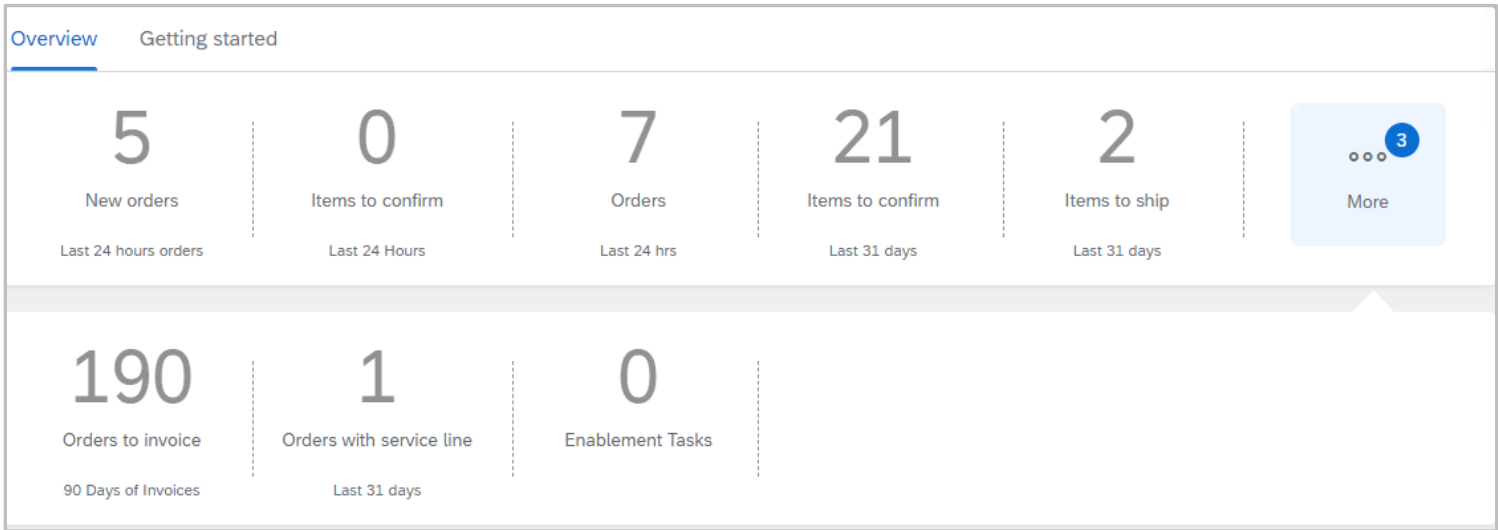 Overview Getting started
5 0 7 21 2 3
New orders Items to confirm Orders Items to confirm Items to ship More
Last 24 hours orders Last 24 Hours Last 24 hrs Last 31 days Last 31 days
190 1 0
Orders to invoice Orders with service line Enablement Tasks
90 Days of Invoices Last 31 days